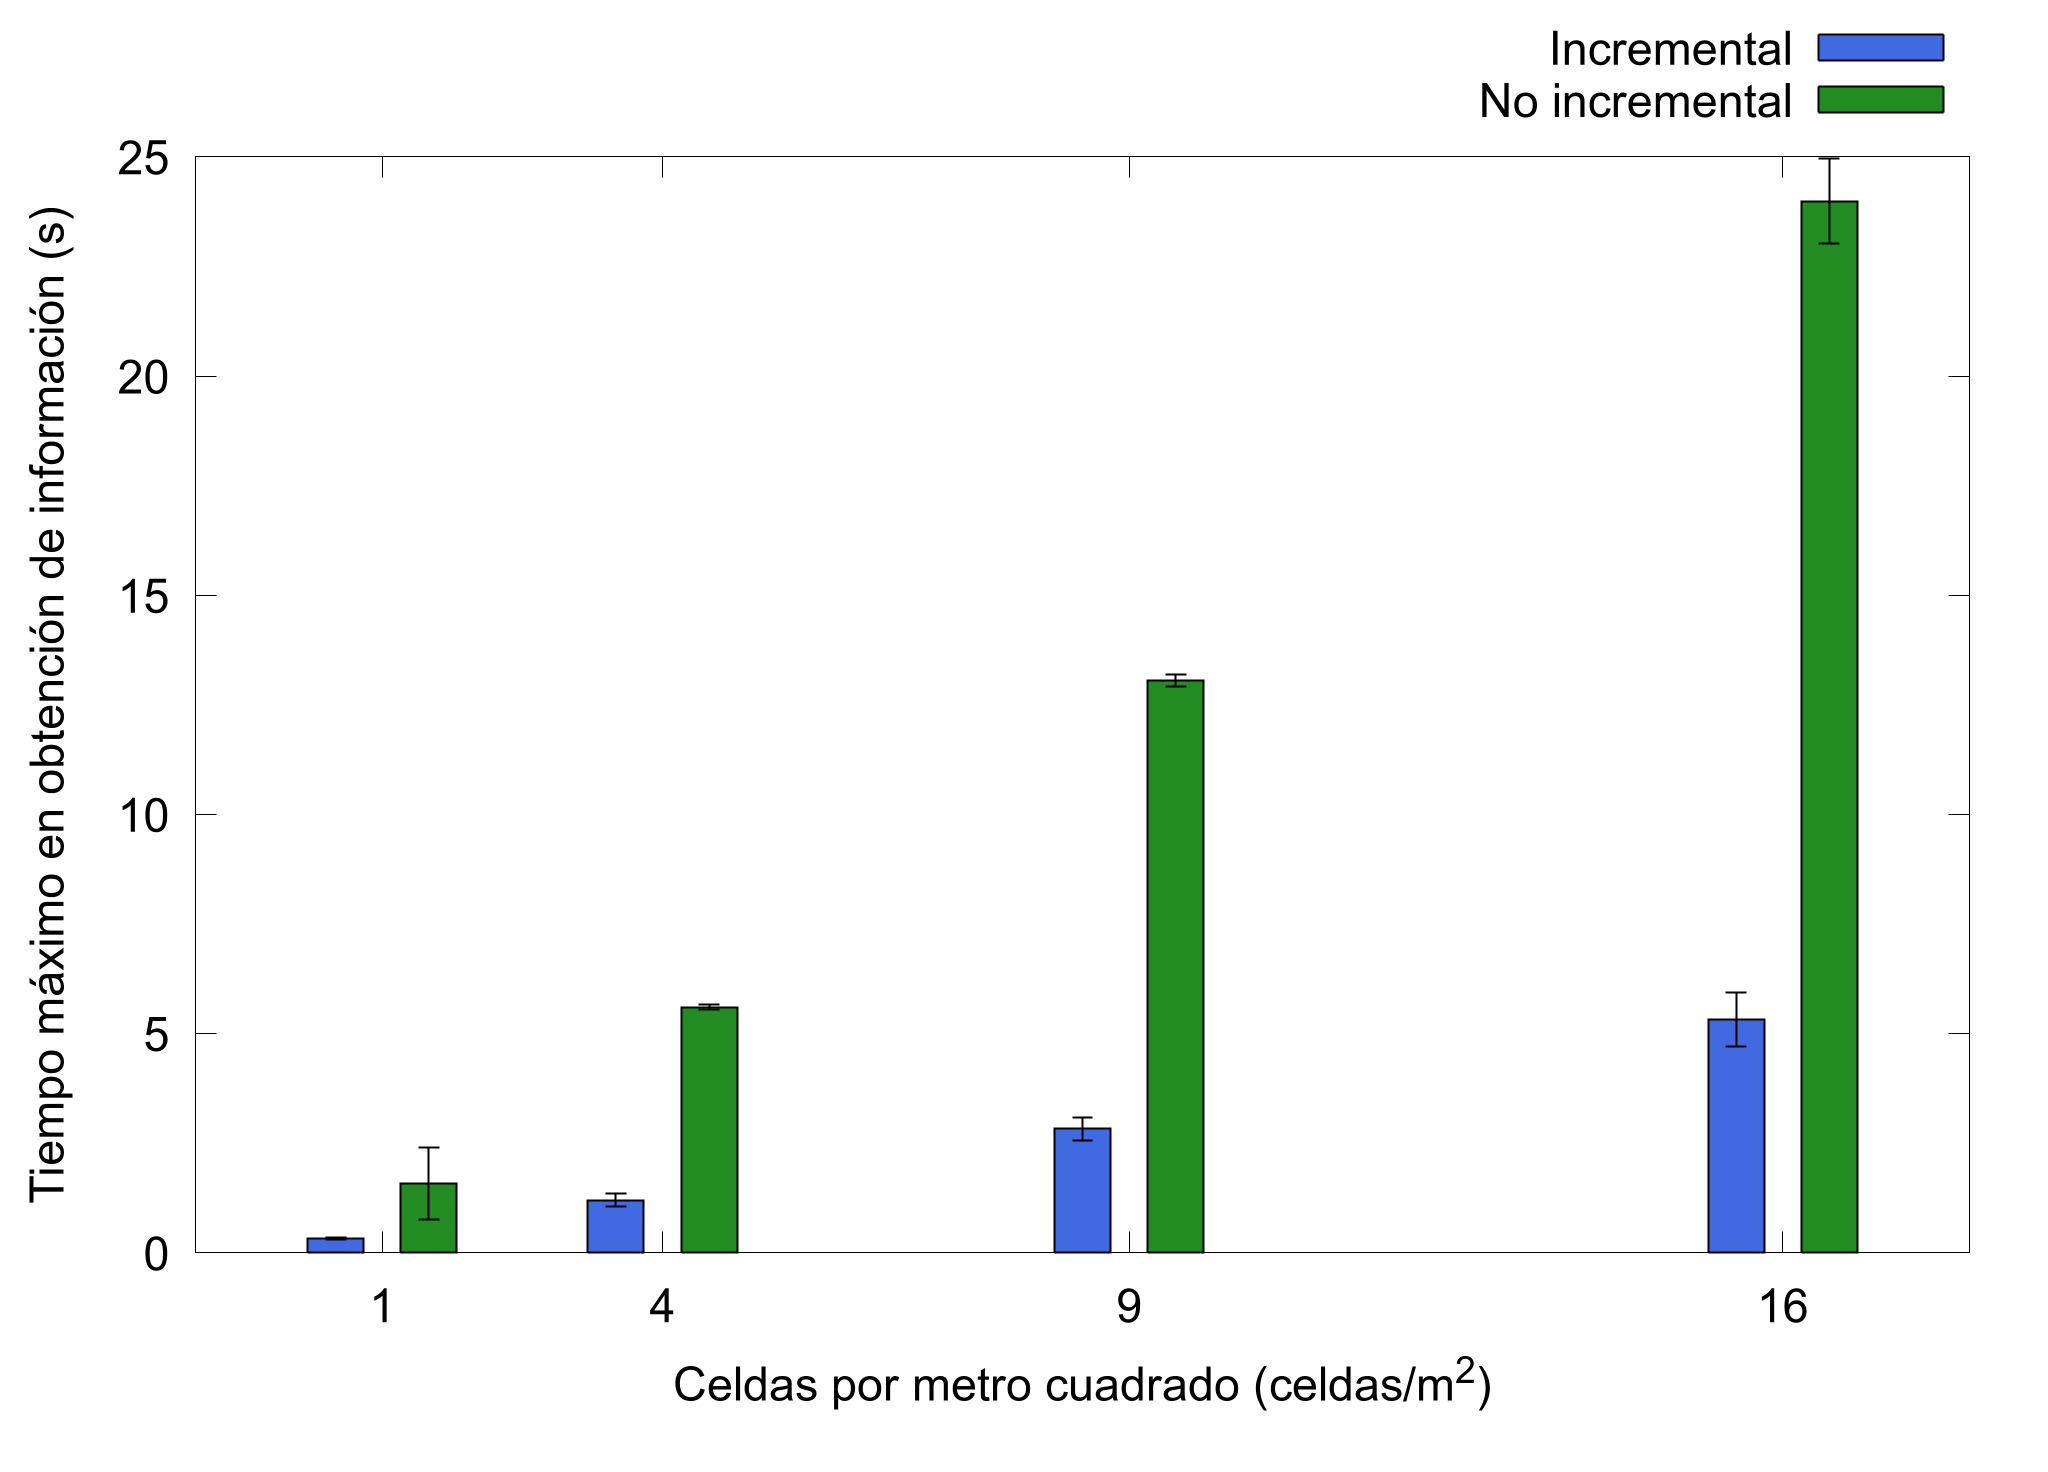 Incremental
No incremental
Tiempo máximo en obtención de información (s)
25
20
15
10
5
0
1 4 9 16
Celdas por metro cuadrado (celdas/m²)